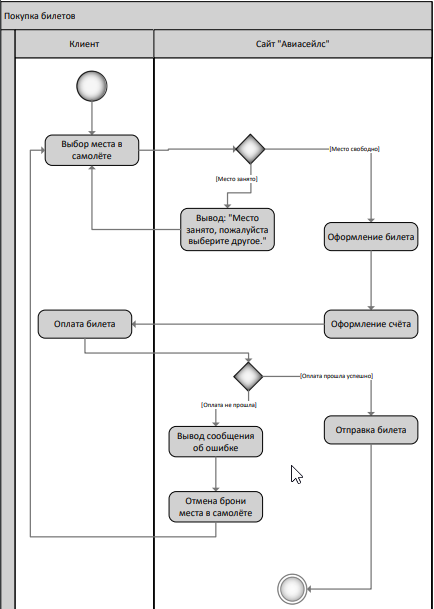 Покупка билетов
Клиент
Сайт "Авиасейлс"
Выбор места в
самолёте
[Место свободно]
[Место занято]
Вывод: "Место
занято, пожалуйста
выберите другое."
Оформление билета
Оплата билета
Оформление счёта
[Оплата прошла успешно]
[Оплата не прошла]
Вывод сообщения
об ошибке
Отправка билета
Отмена брони
места в самолёте